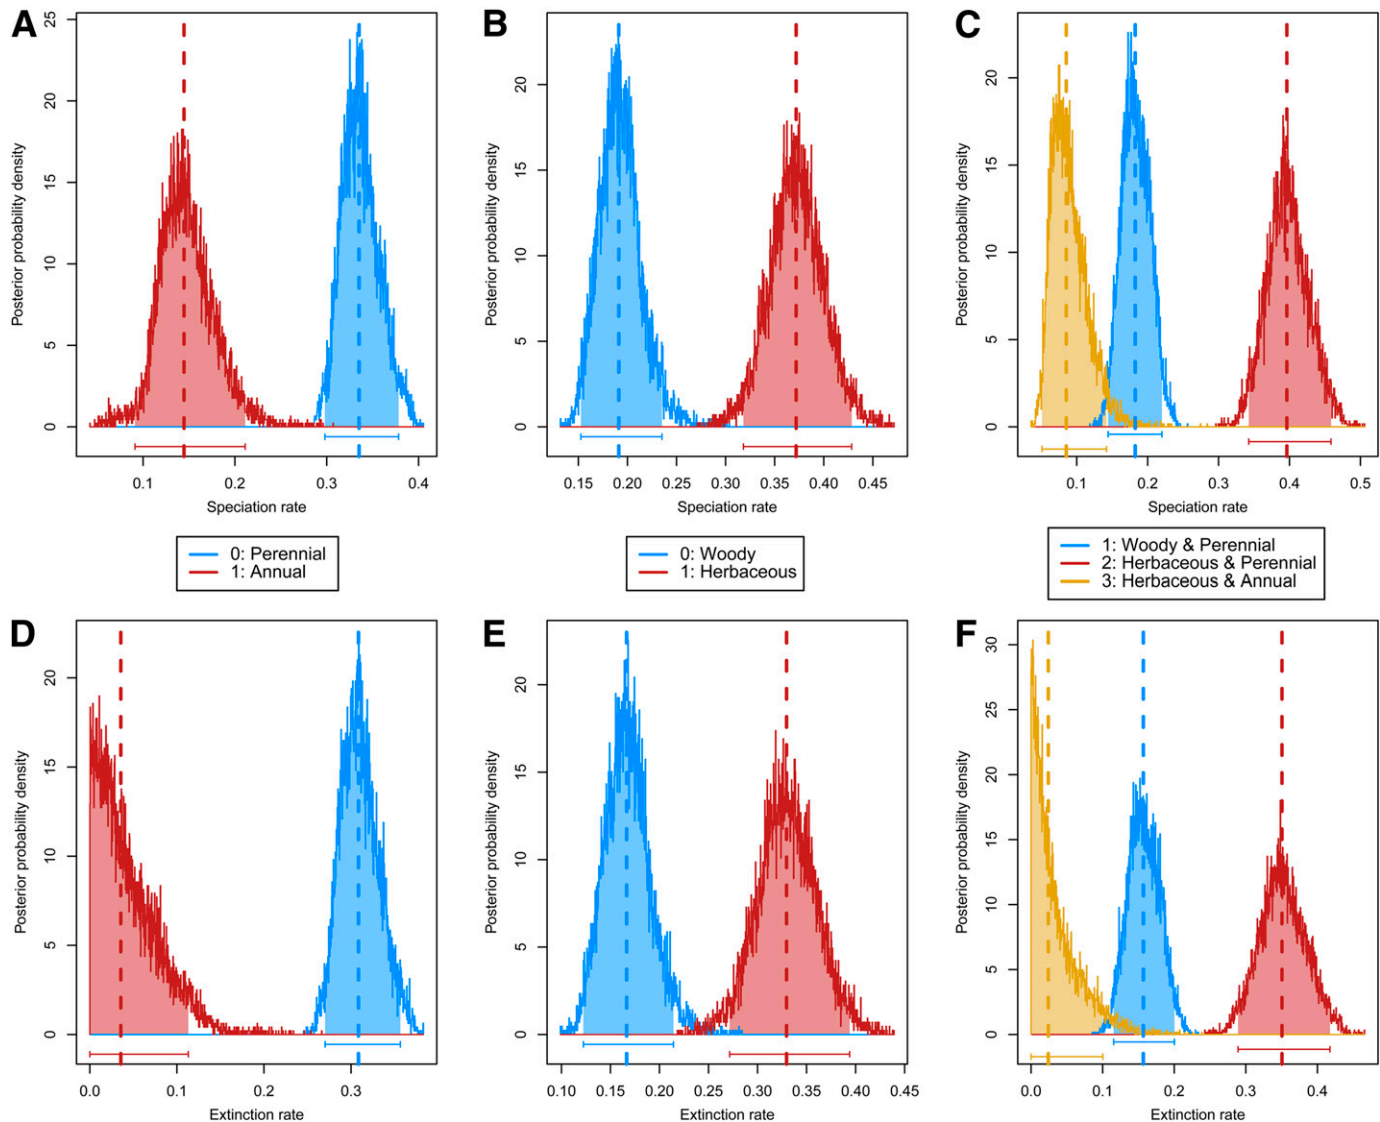 A
B
C
25
20
15
10
5
0
Posterior probability density
0.1 0.2 0.3 0.4
Speciation rate
20
15
10
5
0
Posterior probability density
0.15 0.20 0.25 0.30 0.35 0.40 0.45
Speciation rate
20
15
10
5
0
Posterior probability density
0.1 0.2 0.3 0.4 0.5
Speciation rate
0: Perennial
1: Annual
0: Woody
1: Herbaceous
1: Woody & Perennial
2: Herbaceous & Perennial
3: Herbaceous & Annual
D
E
F
20
15
10
5
0
Posterior probability density
0.0 0.1 0.2 0.3
Extinction rate
20
15
10
5
0
Posterior probability density
0.10 0.15 0.20 0.25 0.30 0.35 0.40 0.45
Extinction rate
30
25
20
15
10
5
0
Posterior probability density
0.0 0.1 0.2 0.3 0.4
Extinction rate